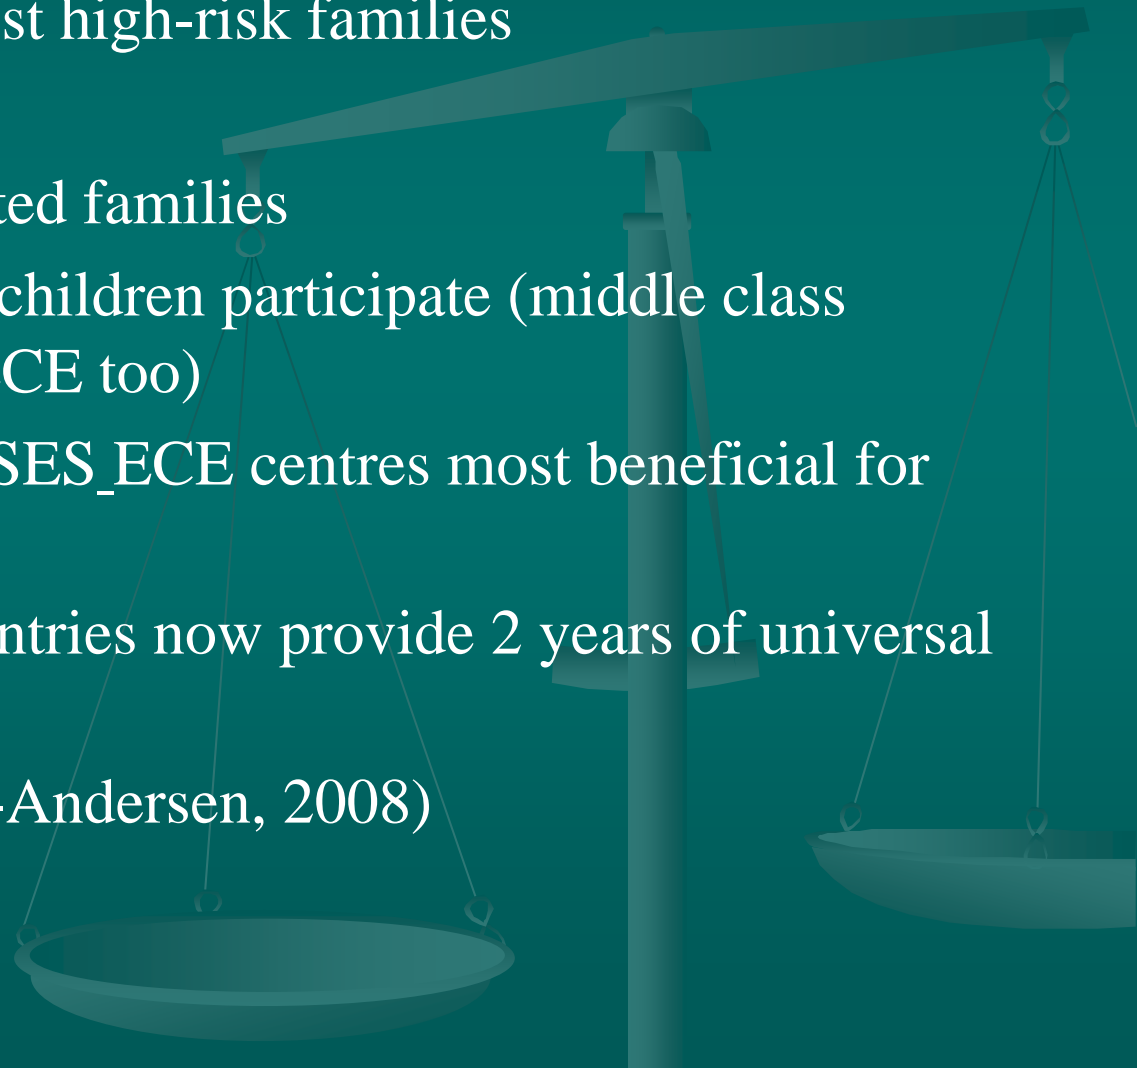 st high-risk families
ted families
children participate (middle class
CE too)
SES ECE centres most beneficial for
ntries now provide 2 years of universal
-Andersen, 2008)